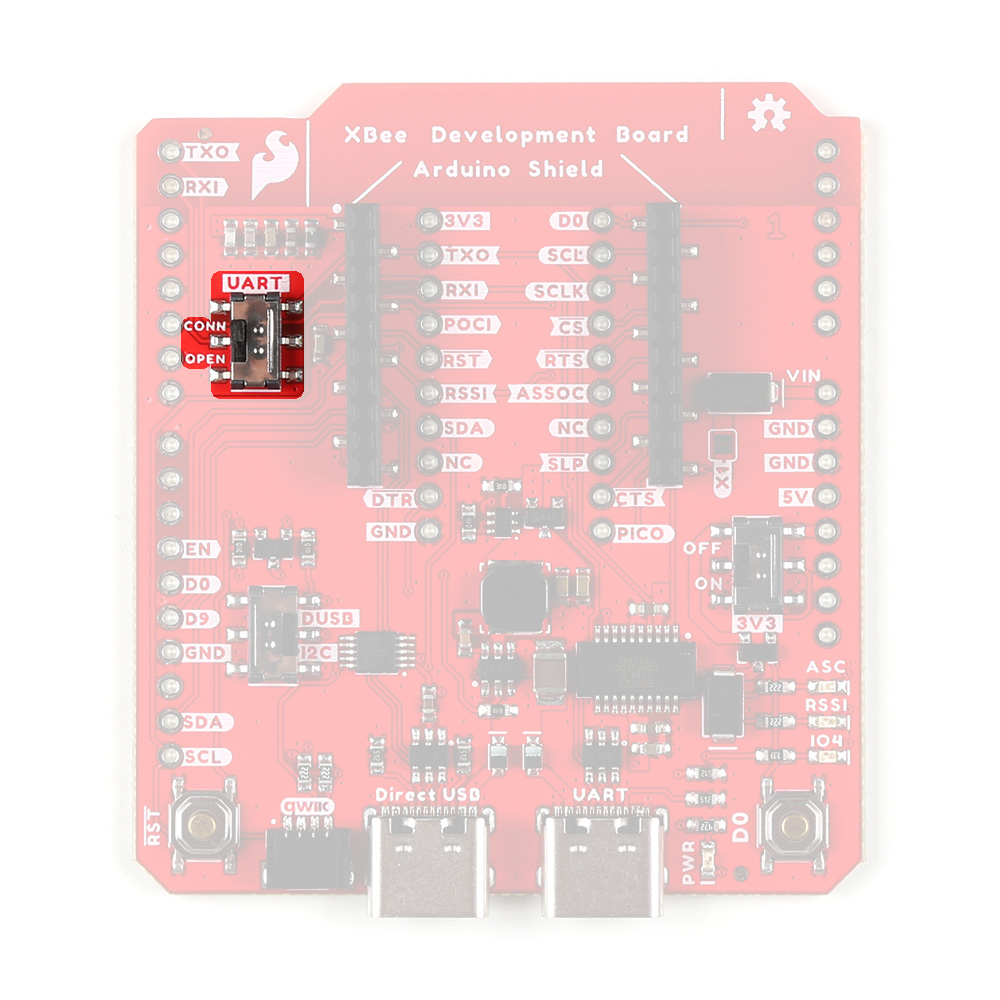 XBee Development Board
Arduino Shield
TXO
RXI
1
3V3
D0
TXO
SCL
UART
RXI
SCLK
CONN
POCI
CS
OPEN
RST
RTS
VIN
RSSI
ASSOC
SDA
NC
GND
NC
SLP
GND
X1
DTR
CTS
5V
GND
PICO
EN
OFF
D0
ON
D9
DUSB
3V3
GND
I2C
ASC
RSSI
SDA
IO4
SCL
Direct USB
UART
qwiic
RST
D0
PWR